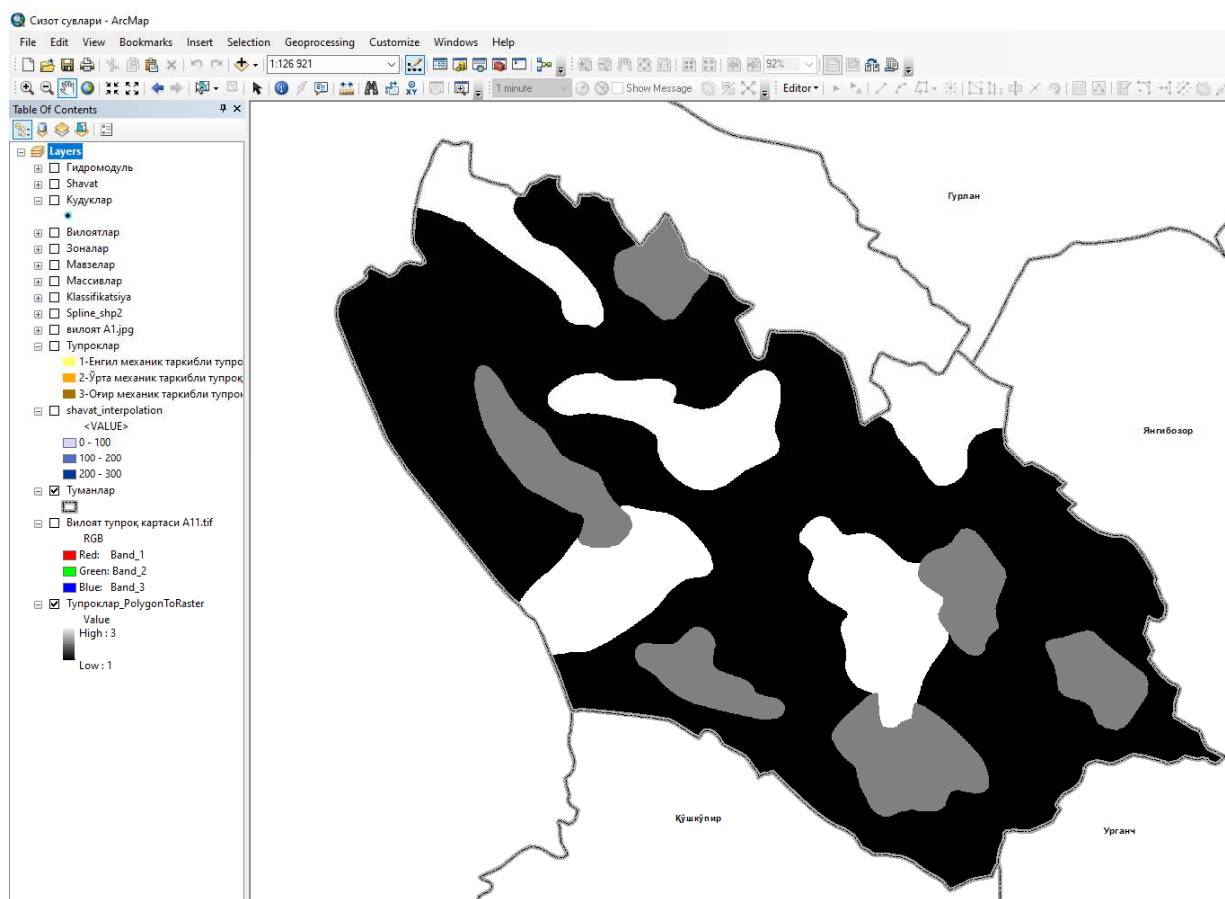 Сизот сувлари - ArcMap
File Edit View Bookmarks Insert Selection Geoprocessing Customize Windows Help
1:126 921
92%
1 minute
Show Message
Editor
Table Of Contents
Layers
Гидромодуль
Shavat
Кудуклар
Вилоятлар
Зоналар
Мавзелар
Массивлар
Klassifikatsiya
Spline_shp2
вилоят А1.jpg
Тупроклар
1-Енгил механик таркибли тупро
2-Ўрта механик таркибли тупроқ
3-Оғир механик таркибли тупро
shavat_interpolation
<VALUE>
0 - 100
100 - 200
200 - 300
Туманлар
Вилоят тупроқ картаси А11.tif
RGB
Red: Band_1
Green: Band_2
Blue: Band_3
Тупроклар_PolygonToRaster
Value
High : 3
Low : 1
Гурлан
Янгибозор
Қўшкўпир
Урганч